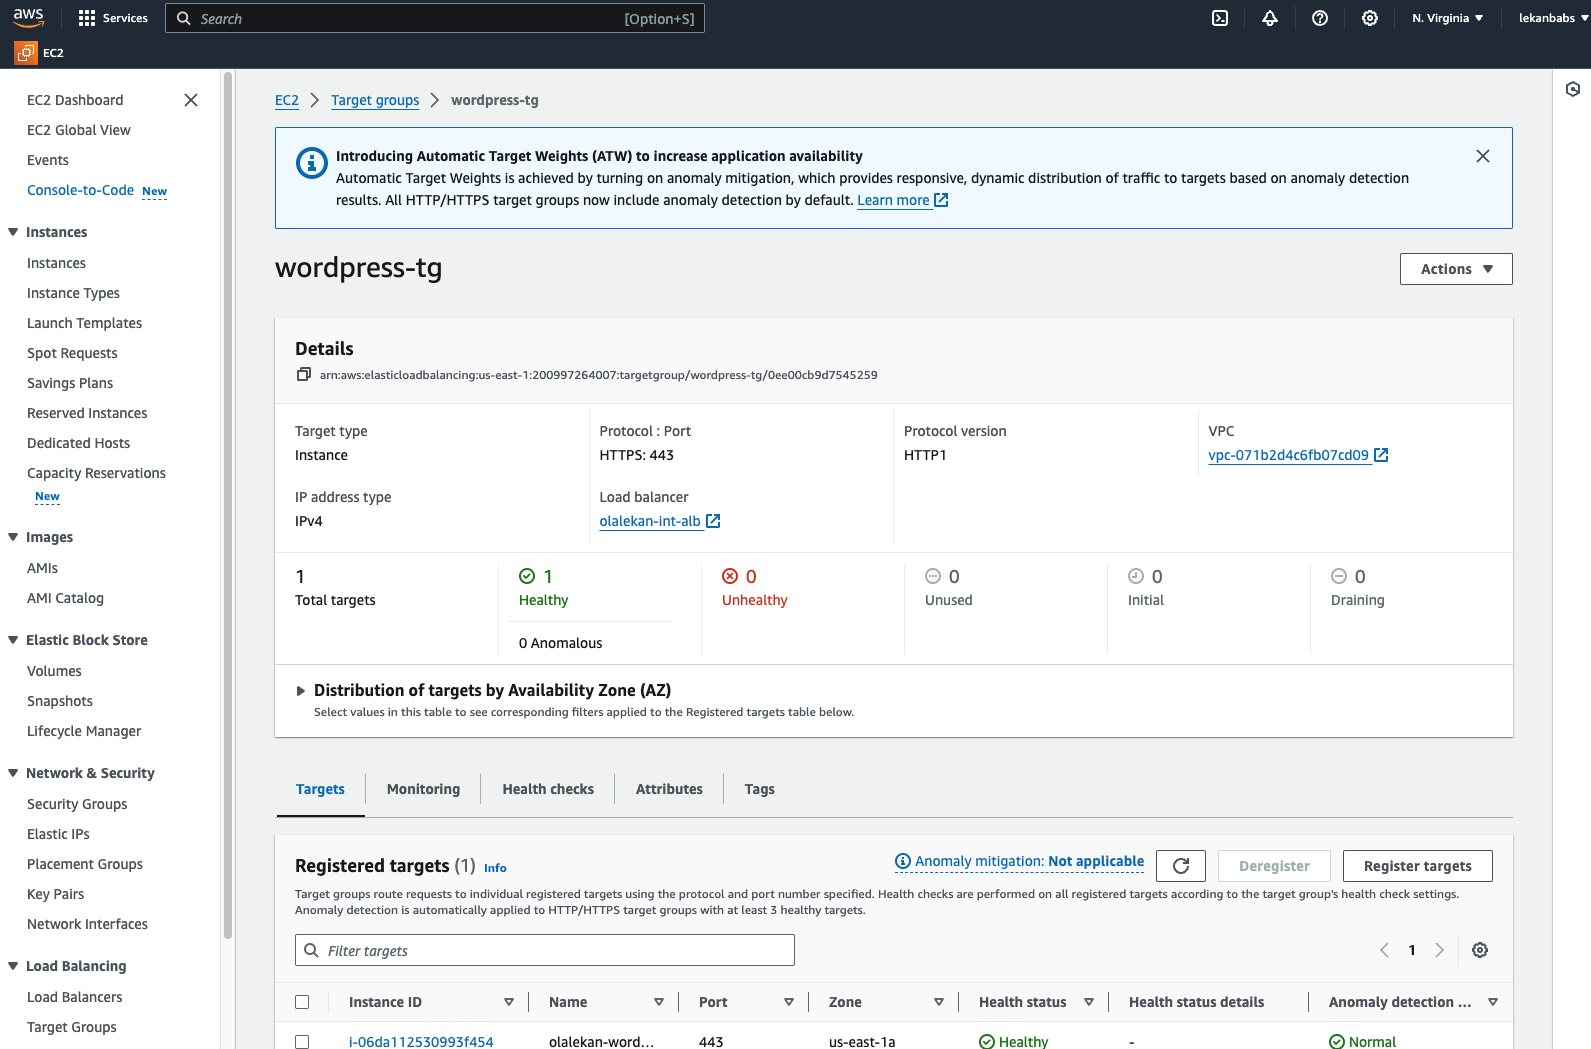 aws
Services
Search
[Option+S]
N. Virginia
lekanbabs
EC2
EC2 Dashboard
EC2 Global View
Events
Console-to-Code New
Instances
Instances
Instance Types
Launch Templates
Spot Requests
Savings Plans
Reserved Instances
Dedicated Hosts
Capacity Reservations
New
Images
AMIs
AMI Catalog
Elastic Block Store
Volumes
Snapshots
Lifecycle Manager
Network & Security
Security Groups
Elastic IPs
Placement Groups
Key Pairs
Network Interfaces
Load Balancing
Load Balancers
Target Groups
EC2 > Target groups > wordpress-tg
Introducing Automatic Target Weights (ATW) to increase application availability
Automatic Target Weights is achieved by turning on anomaly mitigation, which provides responsive, dynamic distribution of traffic to targets based on anomaly detection
results. All HTTP/HTTPS target groups now include anomaly detection by default. Learn more
wordpress-tg
Actions
Details
arn:aws:elasticloadbalancing:us-east-1:200997264007:targetgroup/wordpress-tg/0ee00cb9d7545259
Target type
Instance
Protocol : Port
HTTPS: 443
Protocol version
HTTP1
VPC
vpc-071b2d4c6fb07cd09
IP address type
IPv4
Load balancer
olalekan-int-alb
1
Total targets
1
Healthy
0 Anomalous
0
Unhealthy
0
Unused
0
Initial
0
Draining
Distribution of targets by Availability Zone (AZ)
Select values in this table to see corresponding filters applied to the Registered targets table below.
Targets
Monitoring
Health checks
Attributes
Tags
Registered targets (1) Info
Anomaly mitigation: Not applicable
Deregister
Register targets
Target groups route requests to individual registered targets using the protocol and port number specified. Health checks are performed on all registered targets according to the target group's health check settings.
Anomaly detection is automatically applied to HTTP/HTTPS target groups with at least 3 healthy targets.
Filter targets
1
Instance ID
Name
Port
Zone
Health status
Health status details
Anomaly detection ...
i-06da112530993f454
olalekan-word...
443
us-east-1a
Healthy
-
Normal